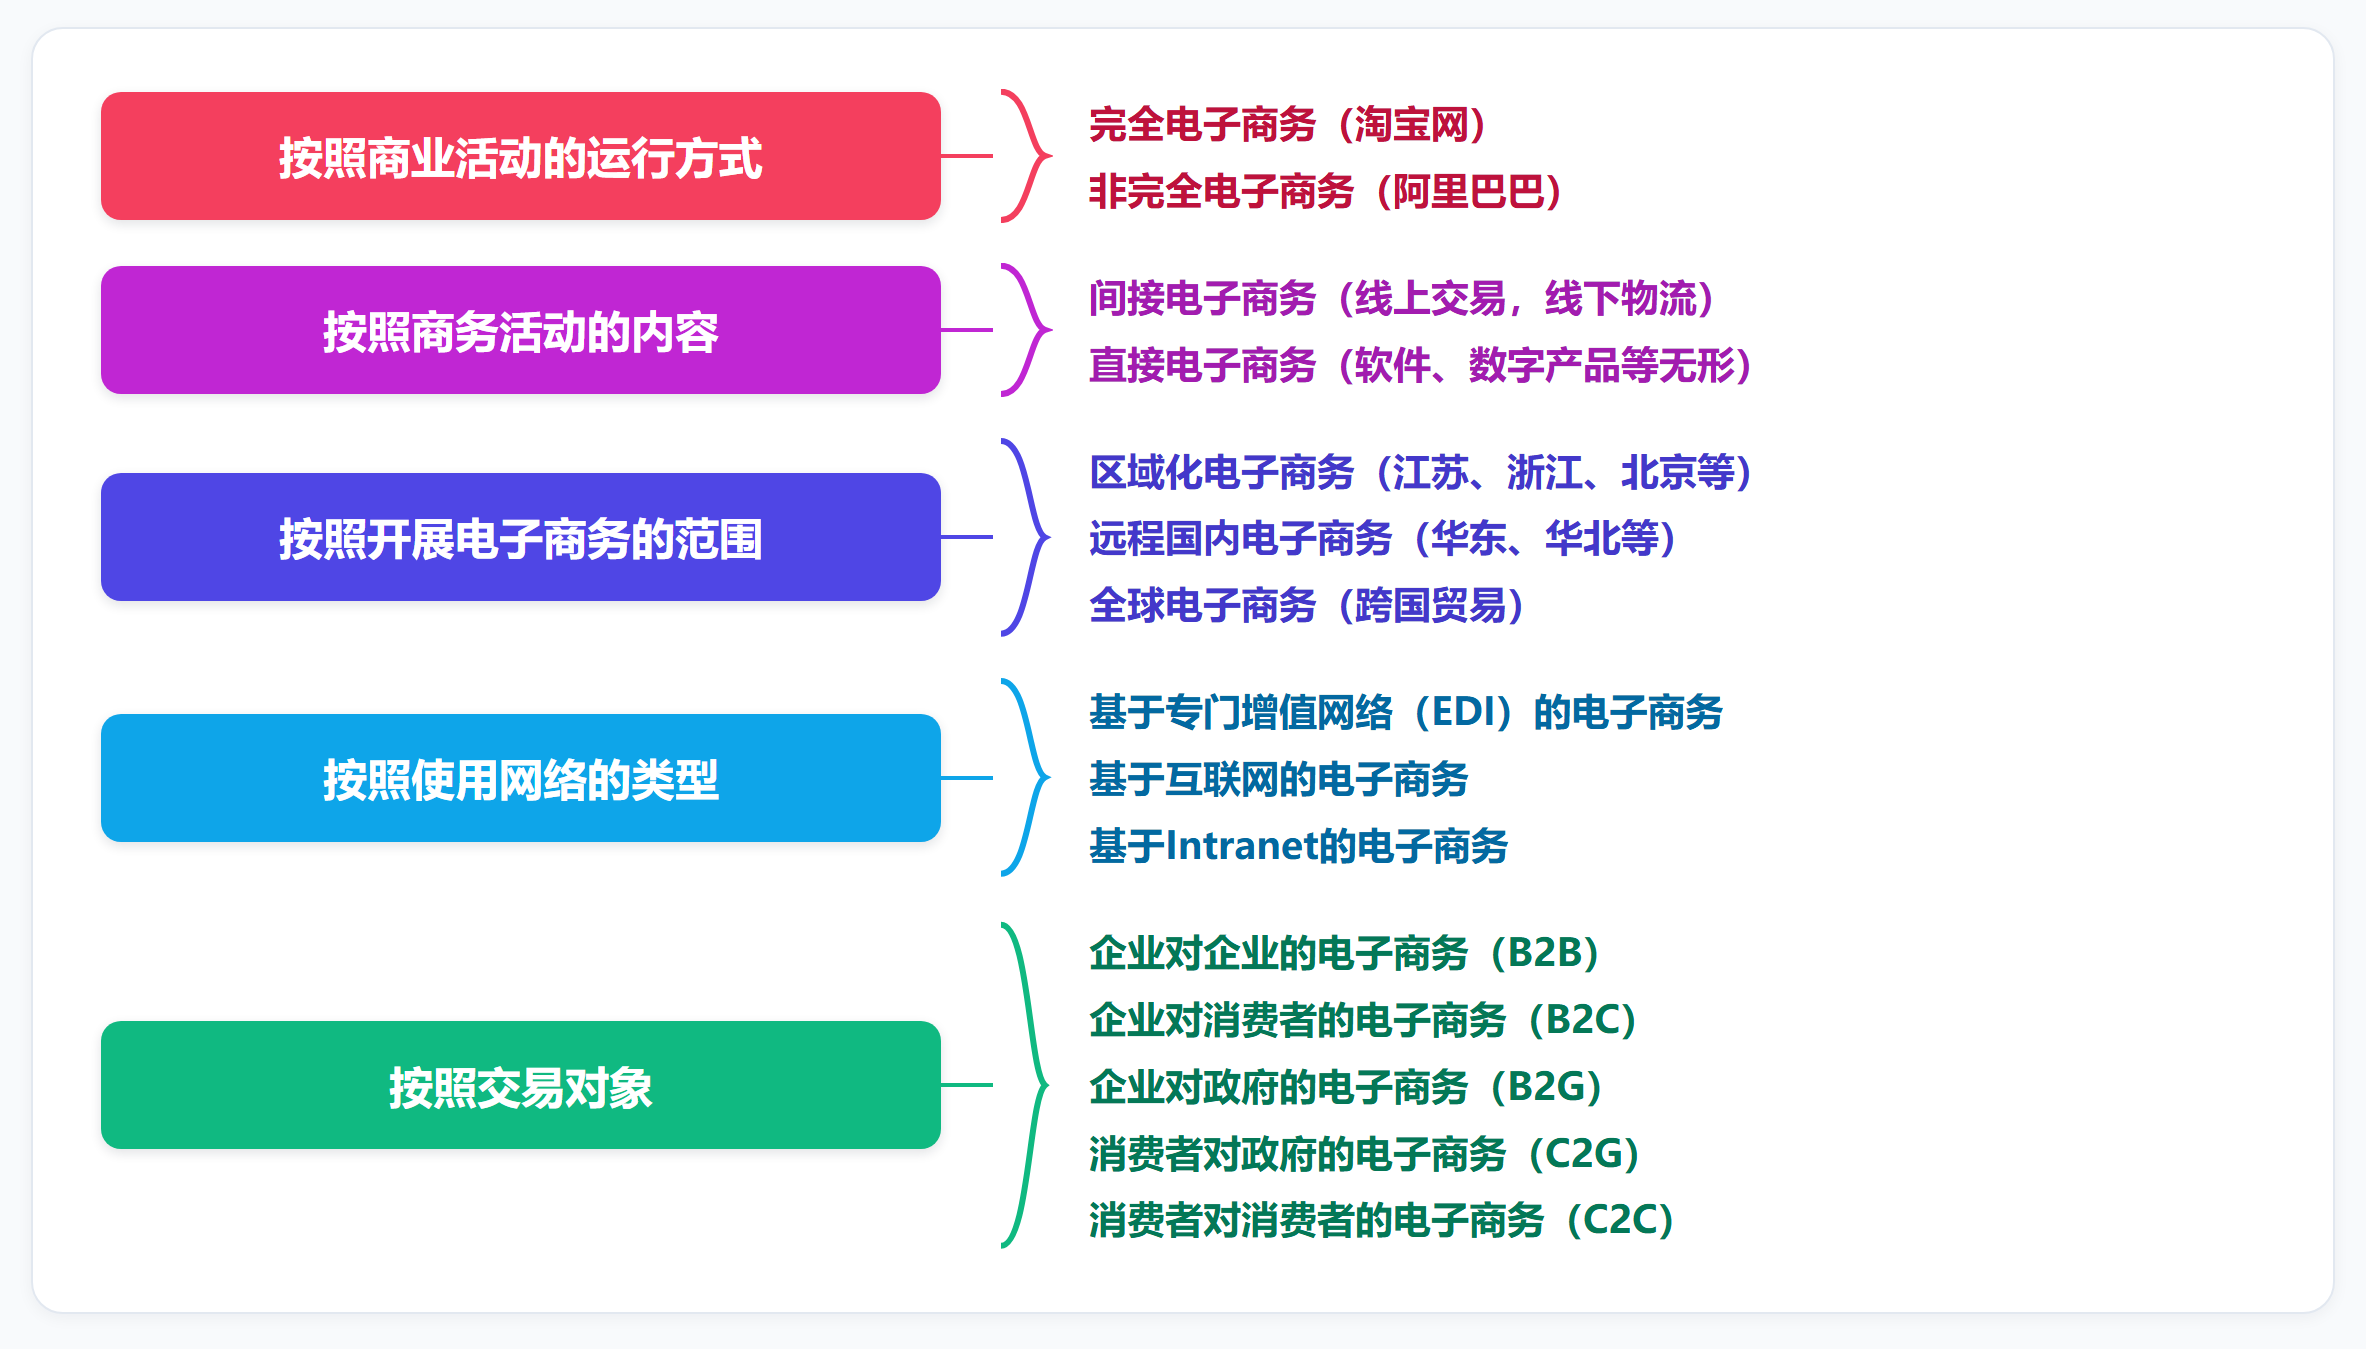 按照商业活动的运行方式
完全电子商务（淘宝网）
非完全电子商务（阿里巴巴）
按照商务活动的内容
间接电子商务（线上交易，线下物流）
直接电子商务（软件、数字产品等无形）
按照开展电子商务的范围
区域化电子商务（江苏、浙江、北京等）
远程国内电子商务（华东、华北等）
全球电子商务（跨国贸易）
按照使用网络的类型
基于专门增值网络（EDI）的电子商务
基于互联网的电子商务
基于Intranet的电子商务
按照交易对象
企业对企业的电子商务（B2B）
企业对消费者的电子商务（B2C）
企业对政府的电子商务（B2G）
消费者对政府的电子商务（C2G）
消费者对消费者的电子商务（C2C）